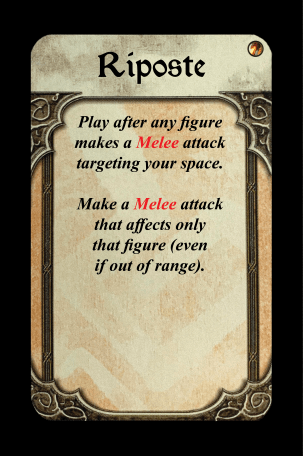 Riposte
Play after any figure
makes a Melee attack
targeting your space.
Make a Melee attack
that affects only
that figure (even
if out of range).